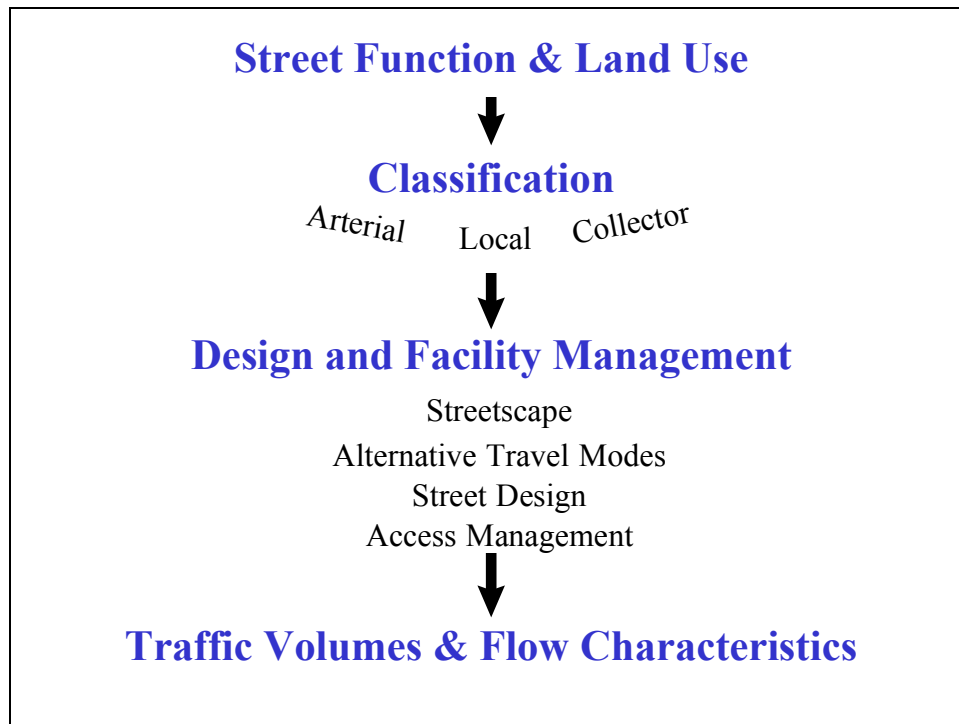 Street Function & Land Use
Classification
Arterial Local Collector
Design and Facility Management
Streetscape
Alternative Travel Modes
Street Design
Access Management
Traffic Volumes & Flow Characteristics